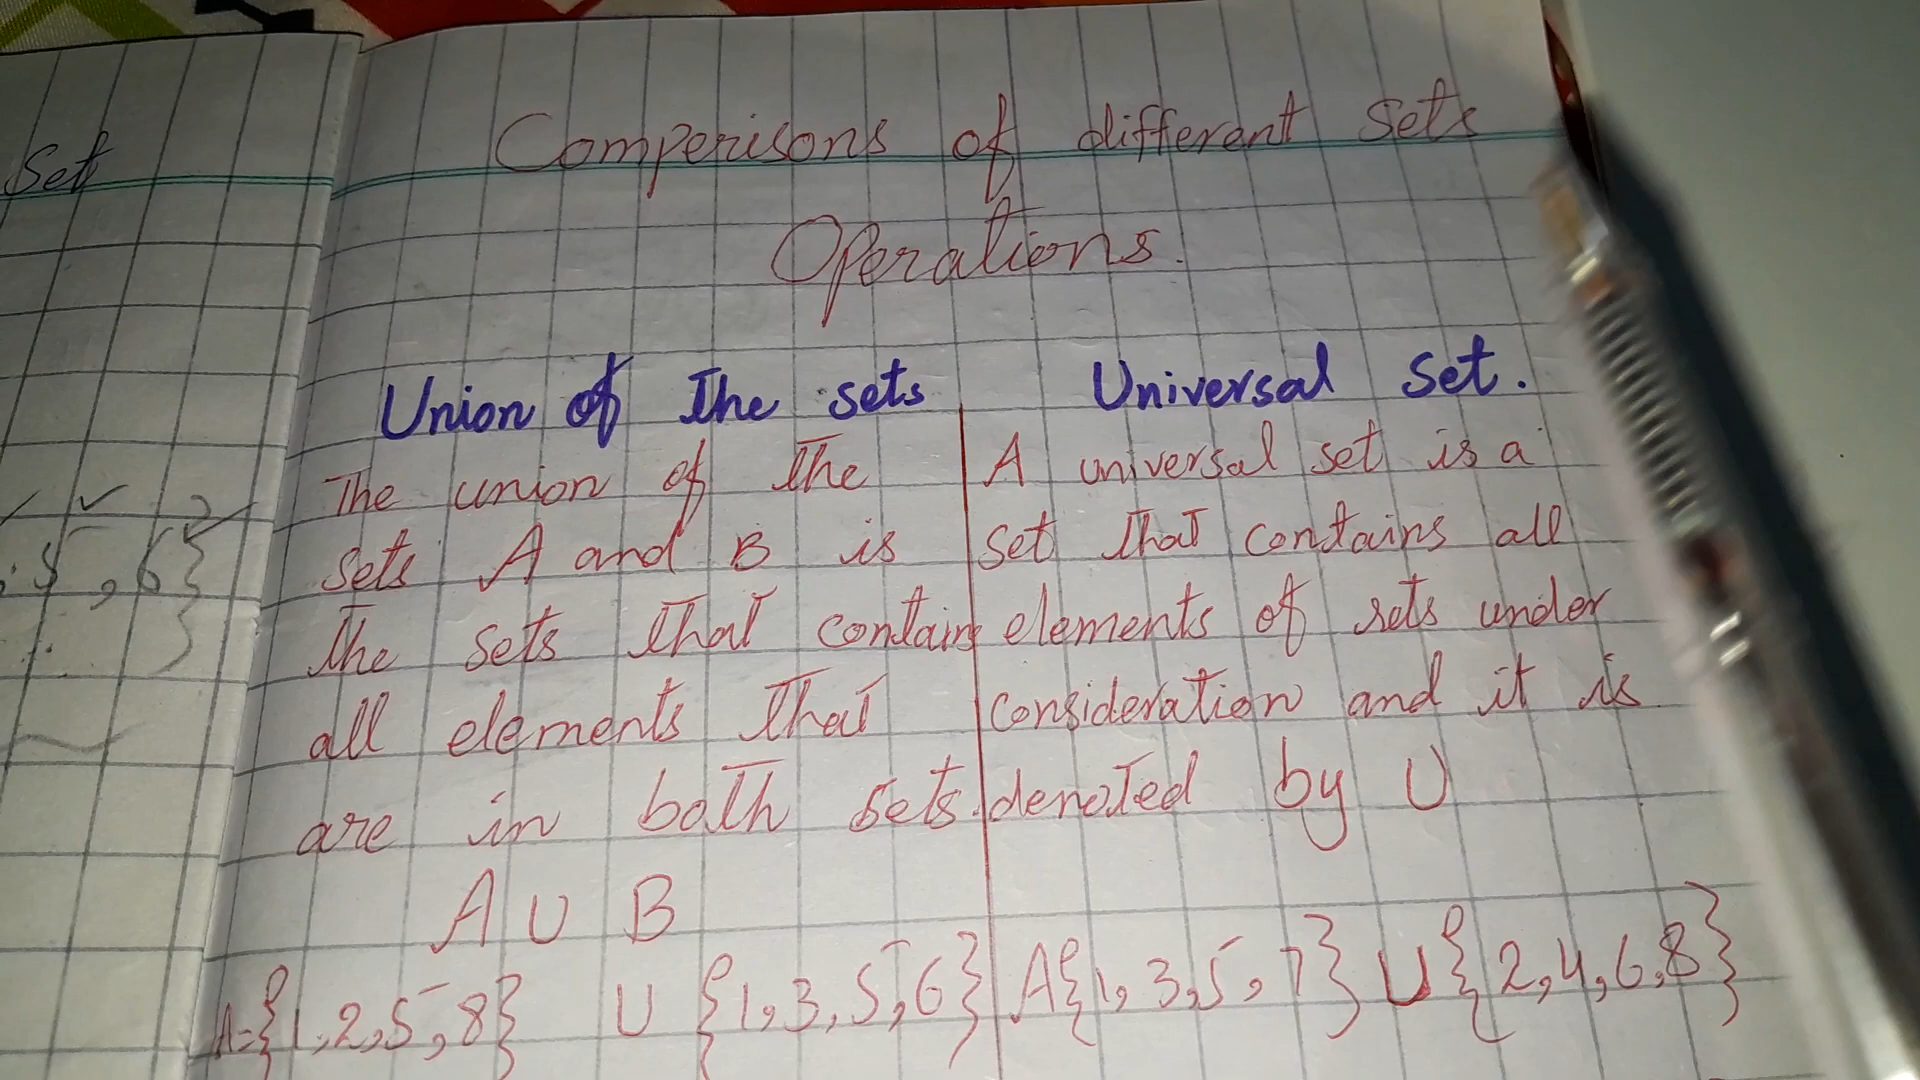 Set
5, 6}
Comperisons of different sets
Operations.
Union of The sets
The union of The
sets A and B is
The sets That contains
all elements That
are in both sets.
A U B
A={1,2,5,8} U {1,3,5,6}
Universal set.
A universal set is a
set that contains all
elements of sets under
consideration and it is
denoted by U
A{1,3,5,7} U{2,4,6,8}